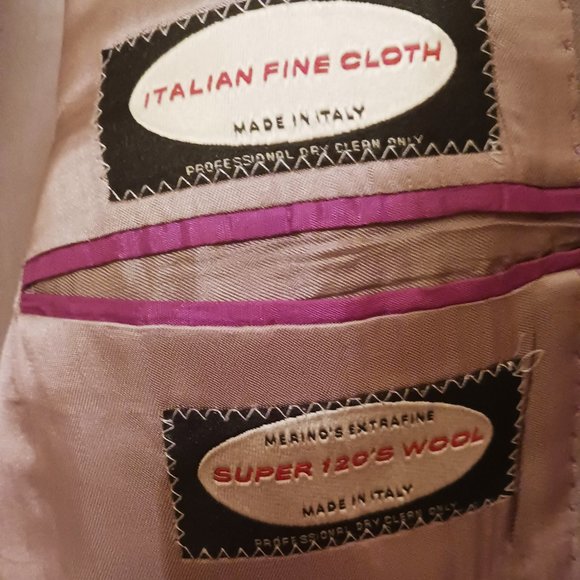 ITALIAN FINE CLOTH
MADE IN ITALY
PROFESSIONAL DRY CLEAN ONLY
MERINO'S EXTRAFINE
SUPER 120'S WOOL
MADE IN ITALY
PROFESSIONAL DRY CLEAN ONLY